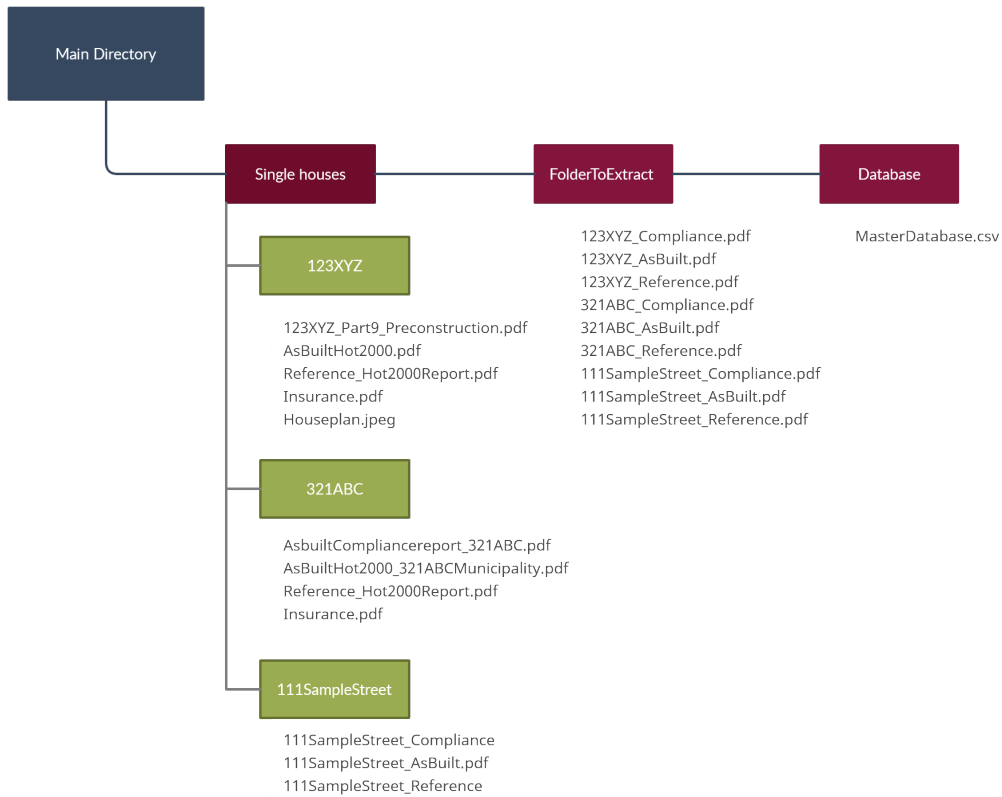 Main Directory
Single houses
FolderToExtract
Database
123XYZ
123XYZ_Part9_Preconstruction.pdf
AsBuiltHot2000.pdf
Reference_Hot2000Report.pdf
Insurance.pdf
Houseplan.jpeg
321ABC
AsbuiltCompliancereport_321ABC.pdf
AsBuiltHot2000_321ABCMunicipality.pdf
Reference_Hot2000Report.pdf
Insurance.pdf
111SampleStreet
111SampleStreet_Compliance
111SampleStreet_AsBuilt.pdf
111SampleStreet_Reference
123XYZ_Compliance.pdf
123XYZ_AsBuilt.pdf
123XYZ_Reference.pdf
321ABC_Compliance.pdf
321ABC_AsBuilt.pdf
321ABC_Reference.pdf
111SampleStreet_Compliance.pdf
111SampleStreet_AsBuilt.pdf
111SampleStreet_Reference.pdf
MasterDatabase.csv